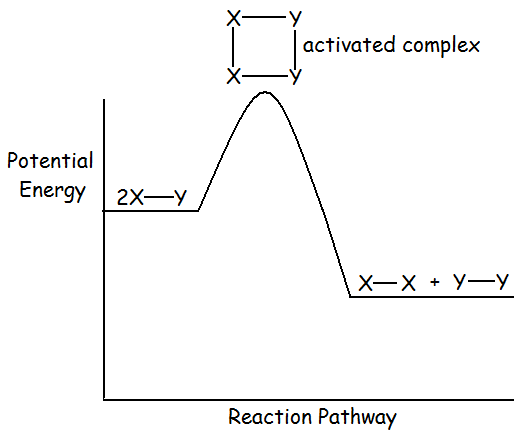 X—Y
activated complex
X—Y
Potential
Energy
2X—Y
X—X + Y—Y
Reaction Pathway